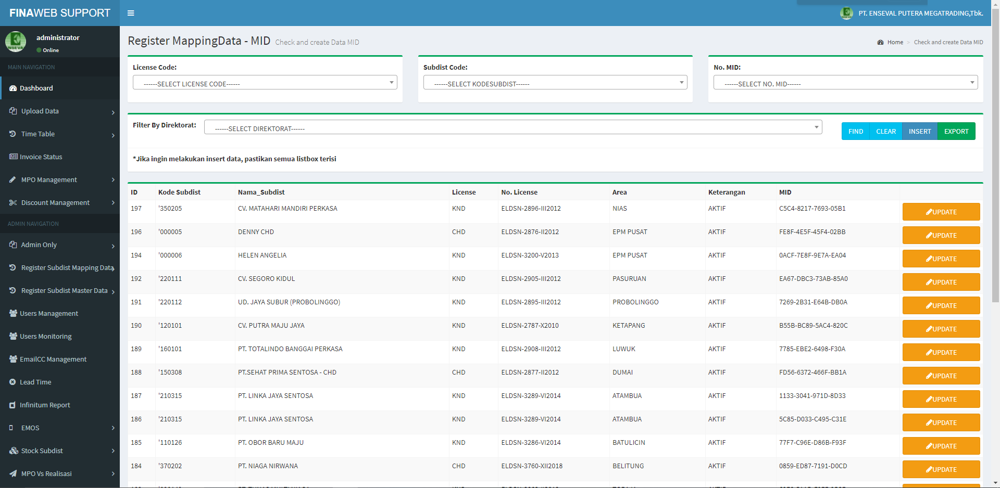 FINAWEB SUPPORT
PT. ENSEVAL PUTERA MEGATRADING,Tbk.
administrator
Online
MAIN NAVIGATION
Dashboard
Upload Data
Time Table
Invoice Status
MPO Management
Discount Management
ADMIN NAVIGATION
Admin Only
Register Subdist Mapping Data
Register Subdist Master Data
Users Management
Users Monitoring
EmailCC Management
Lead Time
Infinitum Report
EMOS
Stock Subdist
MPO Vs Realisasi
Register MappingData - MID Check and create Data MID
Home > Check and create Data MID
License Code:
------SELECT LICENSE CODE------
Subdist Code:
------SELECT KODESUBDIST------
No. MID:
------SELECT NO. MID------
Filter By Direktorat: ------SELECT DIREKTORAT------
FIND CLEAR INSERT EXPORT
*Jika ingin melakukan insert data, pastikan semua listbox terisi
ID Kode Subdist Nama_Subdist License No. License Area Keterangan MID
197 '350205 CV. MATAHARI MANDIRI PERKASA KND ELDSN-2896-III2012 NIAS AKTIF C5C4-8217-7693-05B1 UPDATE
196 '000005 DENNY CHD CHD ELDSN-2876-II2012 EPM PUSAT AKTIF FE8F-4E5F-45F4-02BB UPDATE
194 '000006 HELEN ANGELIA KND ELDSN-3200-V2013 EPM PUSAT AKTIF 0ACF-7E8F-9E7A-EA04 UPDATE
192 '220111 CV. SEGORO KIDUL KND ELDSN-2905-III2012 PASURUAN AKTIF EA67-DBC3-73AB-85A0 UPDATE
191 '220112 UD. JAYA SUBUR (PROBOLINGGO) KND ELDSN-2895-III2012 PROBOLINGGO AKTIF 7269-2B31-E64B-DB0A UPDATE
190 '120101 CV. PUTRA MAJU JAYA KND ELDSN-2787-X2010 KETAPANG AKTIF B55B-BC89-5AC4-820C UPDATE
189 '160101 PT. TOTALINDO BANGGAI PERKASA KND ELDSN-2908-III2012 LUWUK AKTIF 7785-EBE2-6498-F30A UPDATE
188 '150308 PT.SEHAT PRIMA SENTOSA - CHD CHD ELDSN-2877-II2012 DUMAI AKTIF FD56-6372-466F-BB1A UPDATE
187 '210315 PT. LINKA JAYA SENTOSA KND ELDSN-3289-VI2014 ATAMBUA AKTIF 1133-3041-971D-8D33 UPDATE
186 '210315 PT. LINKA JAYA SENTOSA KND ELDSN-3289-VI2014 ATAMBUA AKTIF 5C85-D033-C495-C31E UPDATE
185 '110126 PT. OBOR BARU MAJU KND ELDSN-3286-VI2014 BATULICIN AKTIF 77F7-C96E-D86B-F93F UPDATE
184 '370202 PT. NIAGA NIRWANA CHD ELDSN-3760-XII2018 BELITUNG AKTIF 0859-ED87-7191-D0CD UPDATE